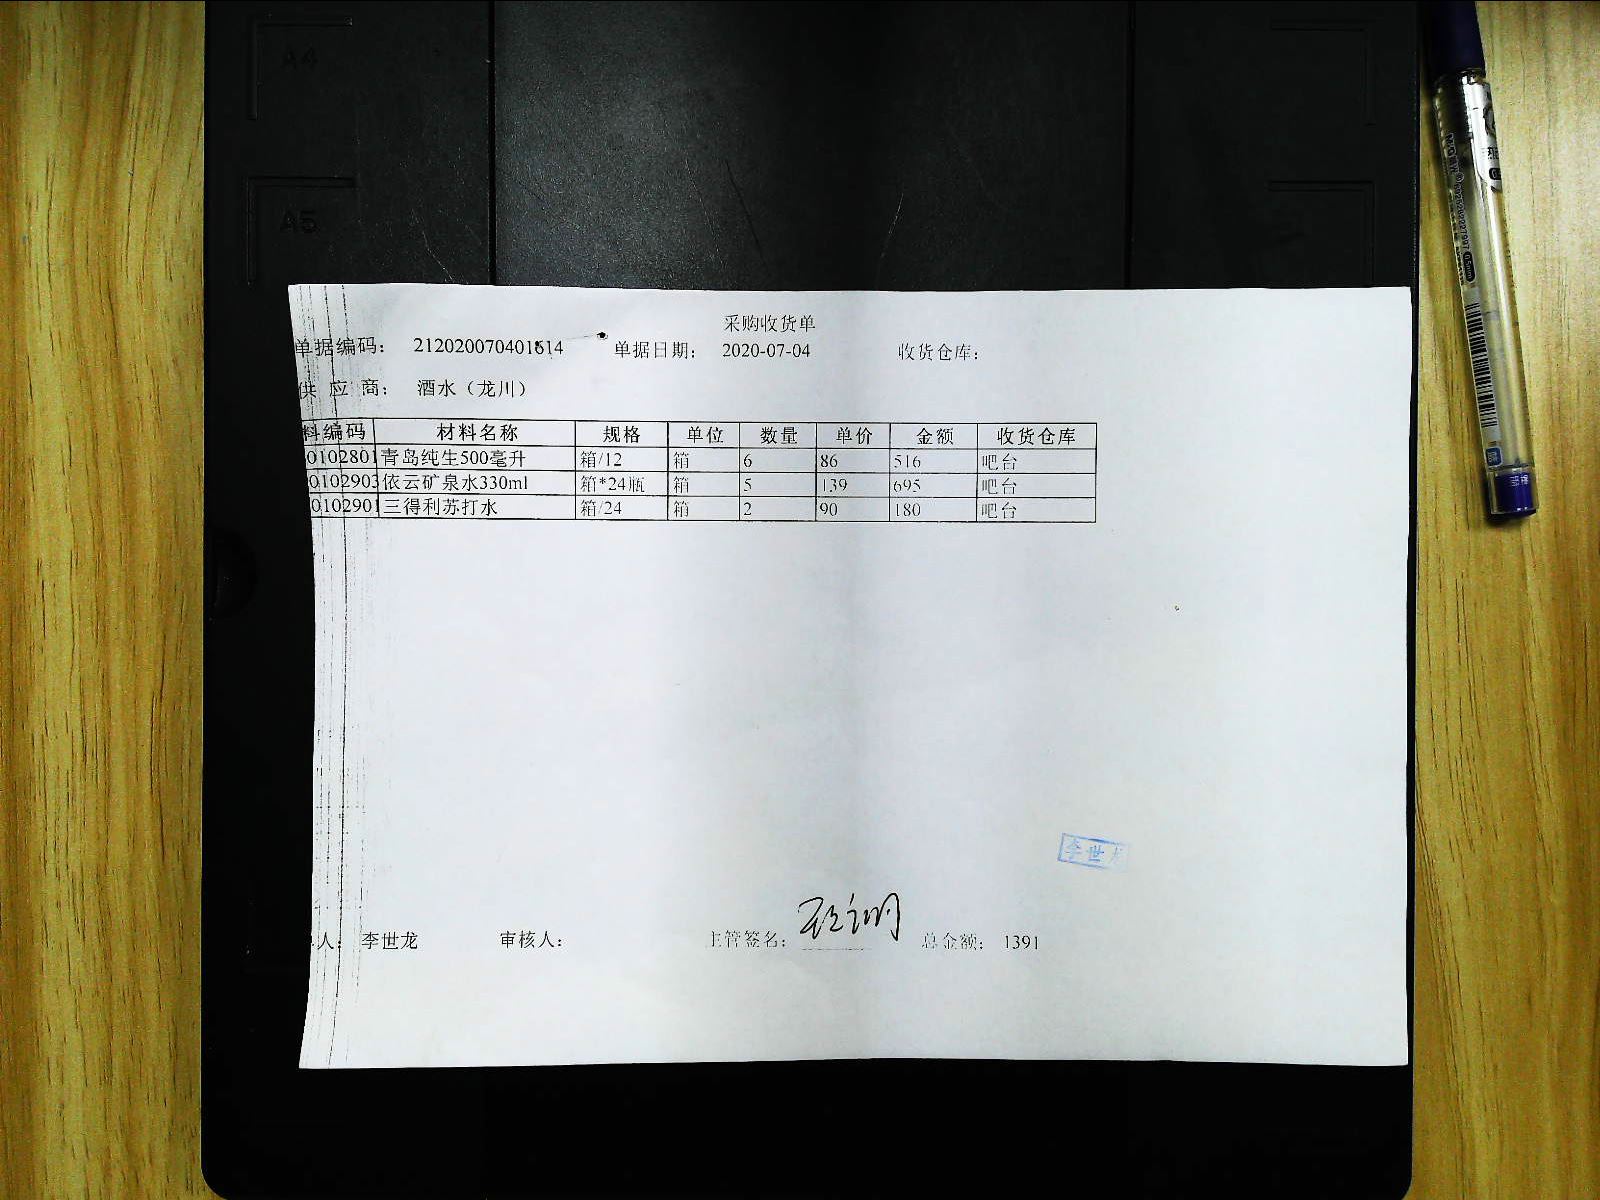 A4
A5
采购收货单
单据编码： 212020070401614 单据日期： 2020-07-04 收货仓库：
供 应 商： 酒水（龙川）
料编码 材料名称 规格 单位 数量 单价 金额 收货仓库
0102801 青岛纯生500毫升 箱/12 箱 6 86 516 吧台
0102903 依云矿泉水330ml 箱*24瓶 箱 5 139 695 吧台
0102901 三得利苏打水 箱/24 箱 2 90 180 吧台
李世龙
人： 李世龙 审核人： 主管签名： 总金额： 1391